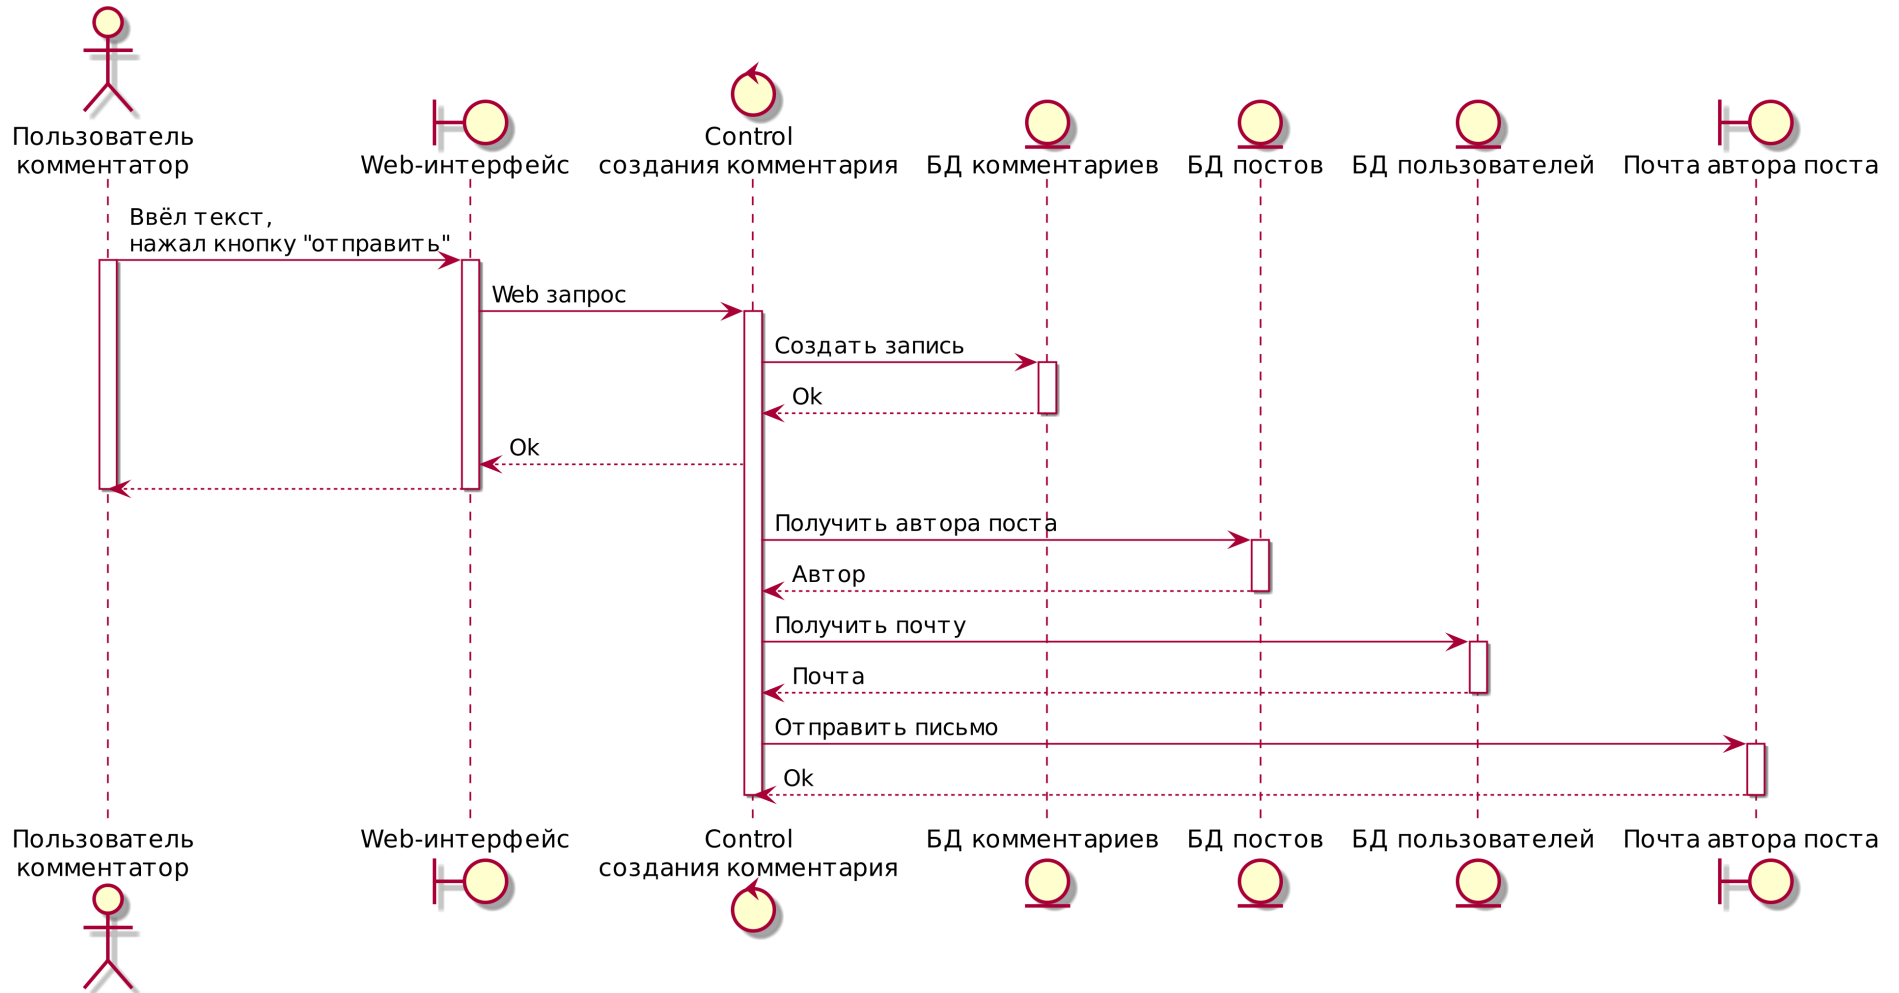 Пользователь
комментатор
Web-интерфейс
Control
создания комментария
БД комментариев
БД постов
БД пользователей
Почта автора поста
Ввёл текст,
нажал кнопку "отправить"
Web запрос
Создать запись
Ok
Ok
Получить автора поста
Автор
Получить почту
Почта
Отправить письмо
Ok
Пользователь
комментатор
Web-интерфейс
Control
создания комментария
БД комментариев
БД постов
БД пользователей
Почта автора поста